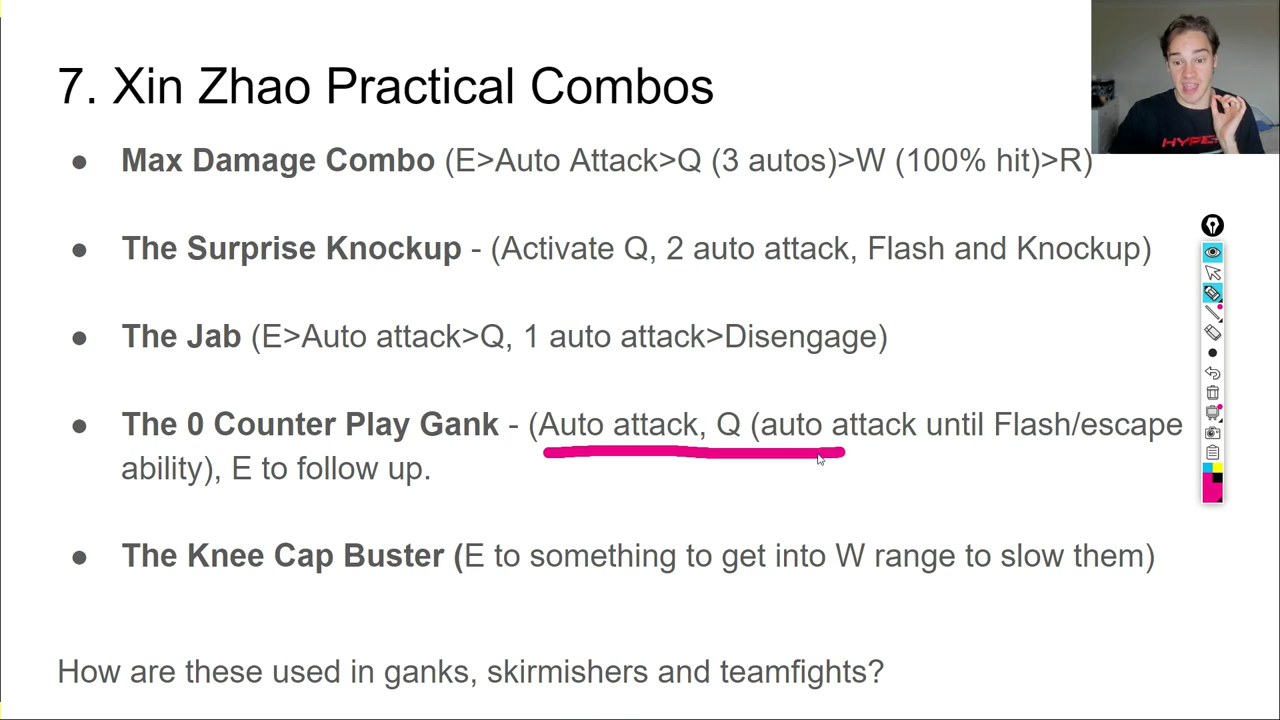 7. Xin Zhao Practical Combos
● Max Damage Combo (E>Auto Attack>Q (3 autos)>W (100% hit)>R)
● The Surprise Knockup - (Activate Q, 2 auto attack, Flash and Knockup)
● The Jab (E>Auto attack>Q, 1 auto attack>Disengage)
● The 0 Counter Play Gank - (Auto attack, Q (auto attack until Flash/escape
ability), E to follow up.
● The Knee Cap Buster (E to something to get into W range to slow them)
How are these used in ganks, skirmishers and teamfights?